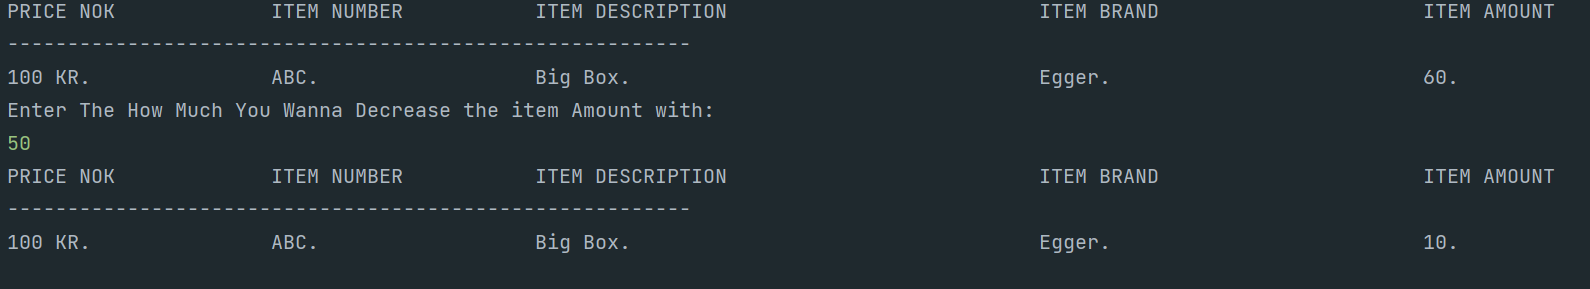 PRICE NOK ITEM NUMBER ITEM DESCRIPTION ITEM BRAND ITEM AMOUNT
---------------------------------------------------------
100 KR. ABC. Big Box. Egger. 60.
Enter The How Much You Wanna Decrease the item Amount with:
50
PRICE NOK ITEM NUMBER ITEM DESCRIPTION ITEM BRAND ITEM AMOUNT
---------------------------------------------------------
100 KR. ABC. Big Box. Egger. 10.